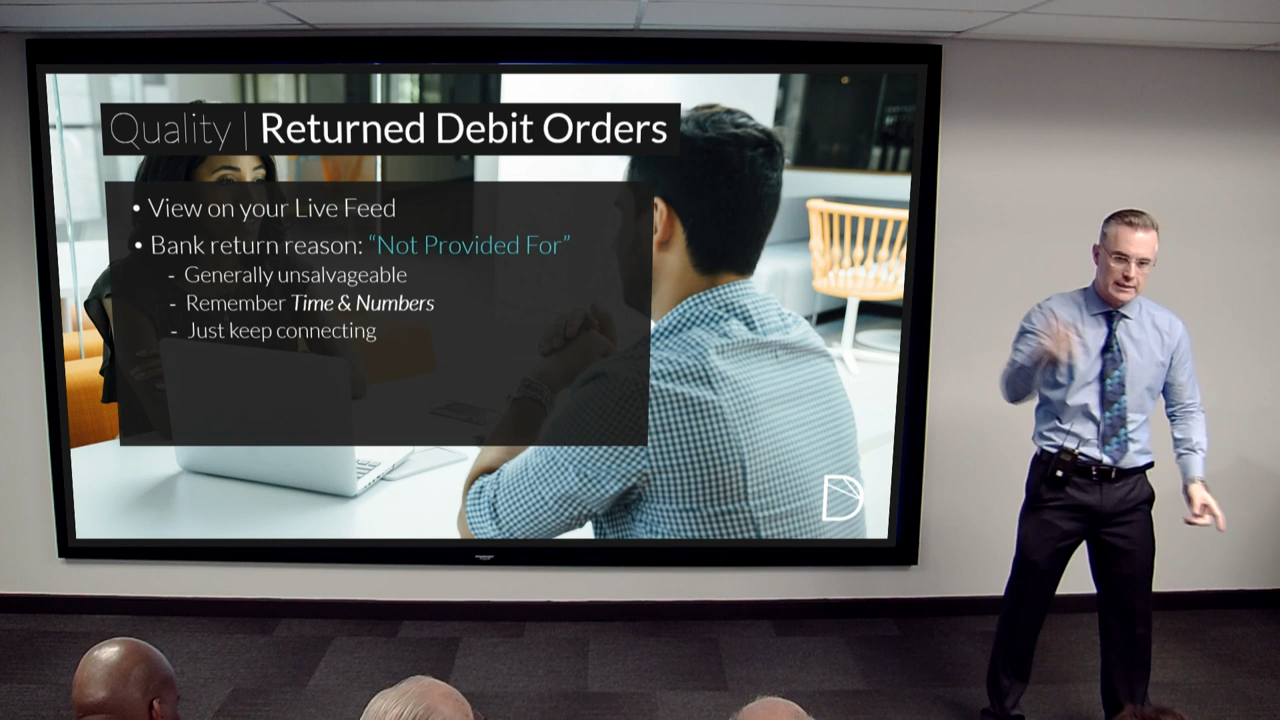 Quality | Returned Debit Orders
• View on your Live Feed
• Bank return reason: “Not Provided For”
- Generally unsalvageable
- Remember Time & Numbers
- Just keep connecting